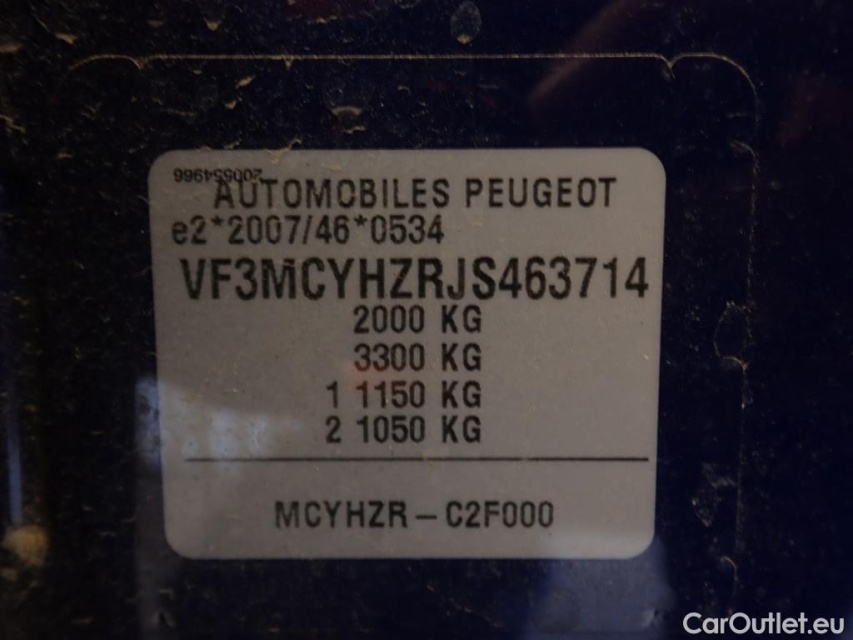 200554966
AUTOMOBILES PEUGEOT
e2*2007/46*0534
VF3MCYHZRJS463714
2000 KG
3300 KG
1 1150 KG
2 1050 KG
MCYHZR – C2F000
CarOutlet.eu